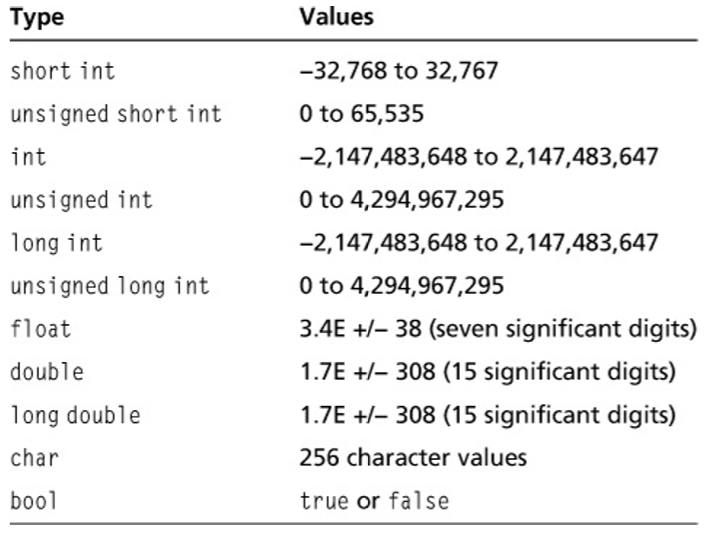 Type Values
short int –32,768 to 32,767
unsigned short int 0 to 65,535
int –2,147,483,648 to 2,147,483,647
unsigned int 0 to 4,294,967,295
long int –2,147,483,648 to 2,147,483,647
unsigned long int 0 to 4,294,967,295
float 3.4E +/– 38 (seven significant digits)
double 1.7E +/– 308 (15 significant digits)
long double 1.7E +/– 308 (15 significant digits)
char 256 character values
bool true or false